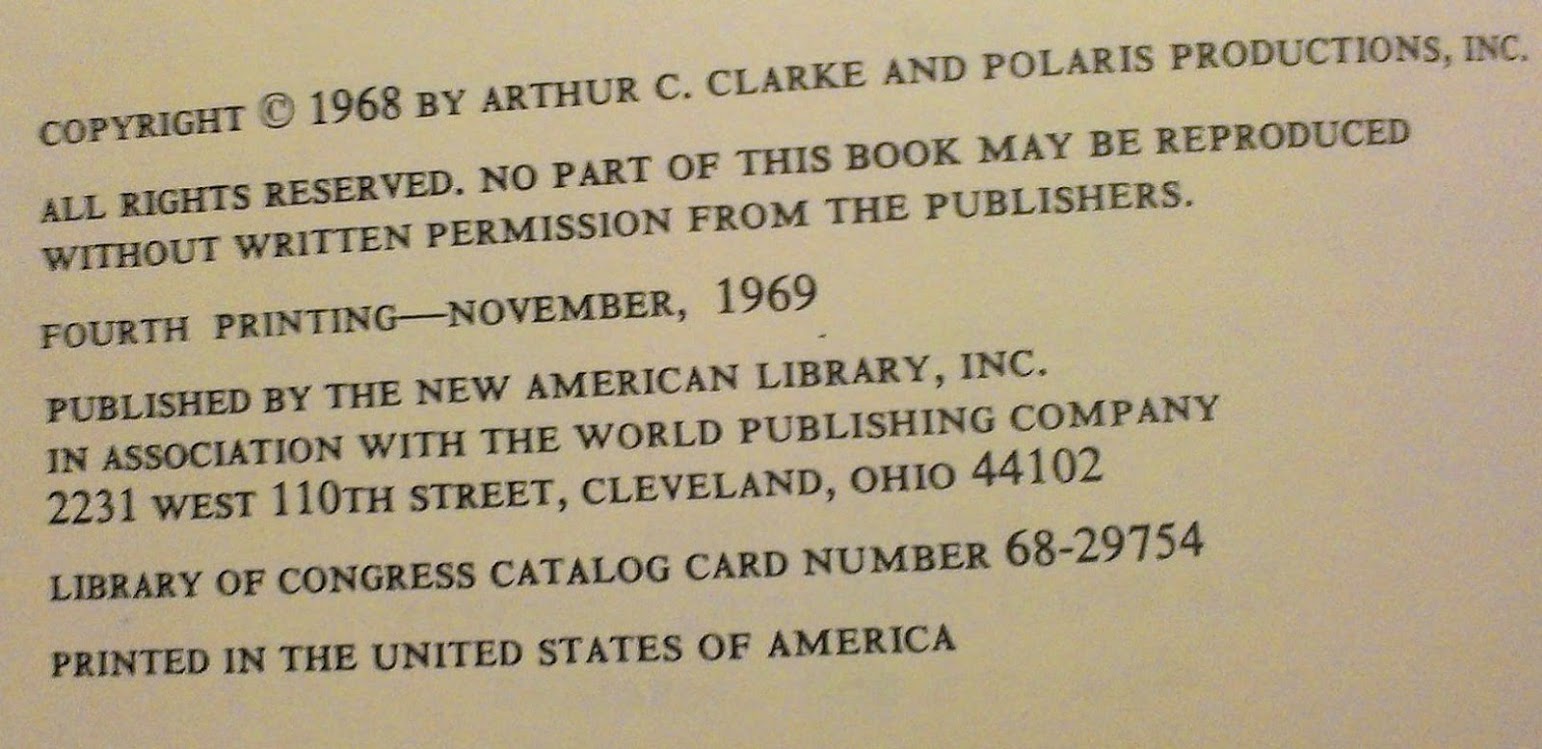 COPYRIGHT © 1968 BY ARTHUR C. CLARKE AND POLARIS PRODUCTIONS, INC.
ALL RIGHTS RESERVED. NO PART OF THIS BOOK MAY BE REPRODUCED
WITHOUT WRITTEN PERMISSION FROM THE PUBLISHERS.
FOURTH PRINTING—NOVEMBER, 1969
PUBLISHED BY THE NEW AMERICAN LIBRARY, INC.
IN ASSOCIATION WITH THE WORLD PUBLISHING COMPANY
2231 WEST 110TH STREET, CLEVELAND, OHIO 44102
LIBRARY OF CONGRESS CATALOG CARD NUMBER 68-29754
PRINTED IN THE UNITED STATES OF AMERICA